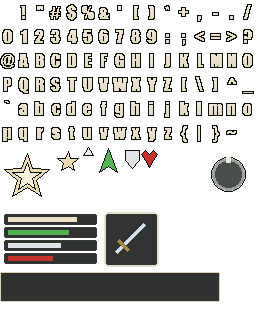 ! " # $ % & ' ( ) * + , - . /
0 1 2 3 4 5 6 7 8 9 : ; < = > ?
@ A B C D E F G H I J K L M N O
P Q R S T U V W X Y Z [ \ ] ^ _
` a b c d e f g h i j k l m n o
p q r s t u v w x y z { | } ~